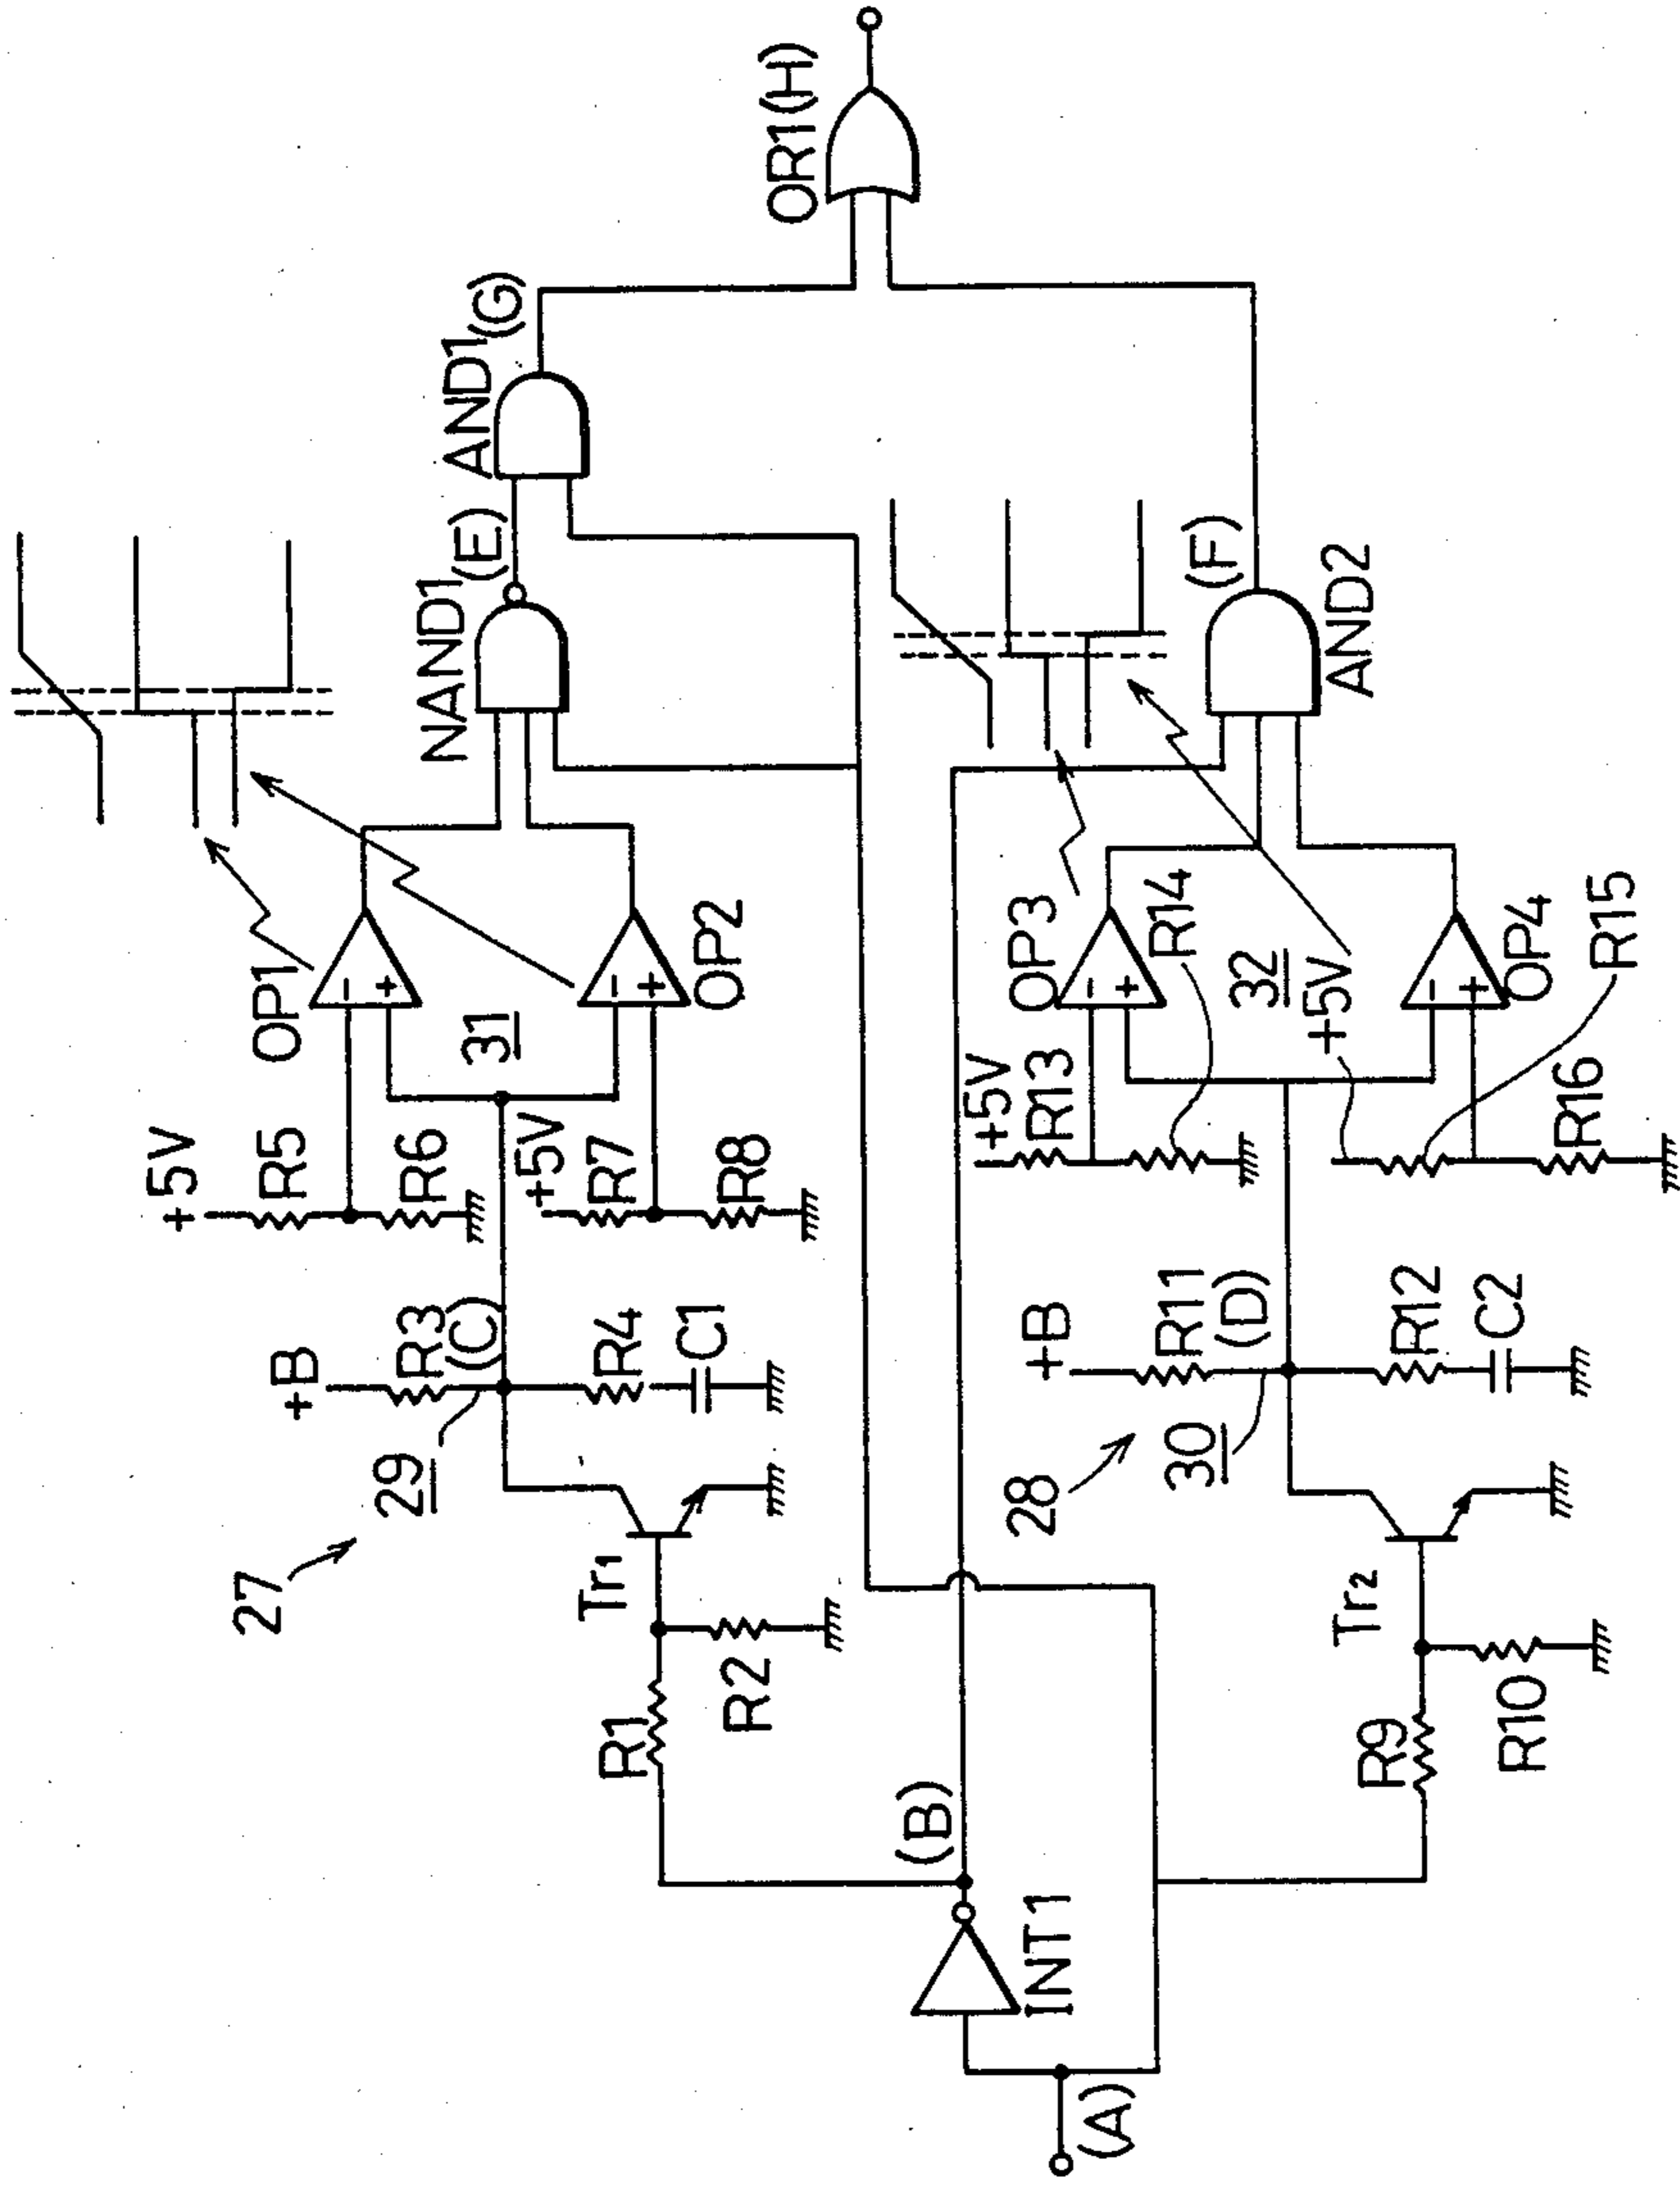 (A)
INT1
(B)
R1
R2
Tr1
27
29
+B
R3
(C)
R4
C1
+5V
R5
R6
+5V
R7
R8
OP1
31
OP2
NAND1
(E)
AND1
(G)
OR1(H)
R9
R10
Tr2
28
30
+B
R11
(D)
R12
C2
+5V
R13
R14
OP3
32
+5V
R15
R16
OP4
AND2
(F)
-
+
-
+
-
+
-
+